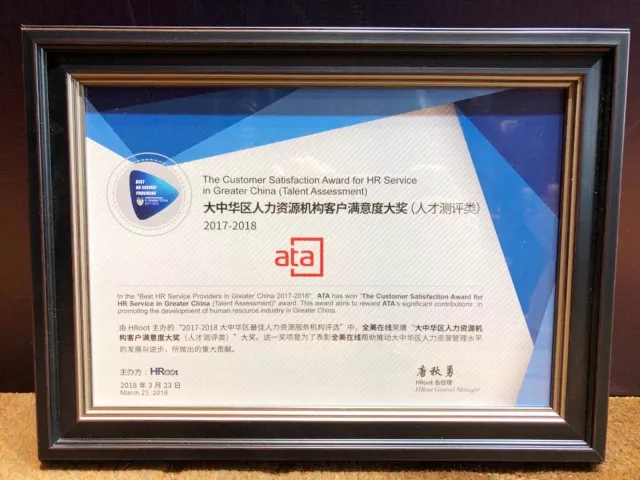 The Customer Satisfaction Award for HR Service
in Greater China (Talent Assessment)
大中华区人力资源机构客户满意度大奖（人才测评类）
2017-2018
BEST
HR SERVICE
PROVIDERS
ata
In the "Best HR Service Providers in Greater China 2017-2018", ATA has won "The Customer Satisfaction Award for
HR Service in Greater China (Talent Assessment)" award. This award aims to reward ATA's significant contributions in
promoting the development of human resource industry in Greater China.
由 HRoot 主办的 "2017-2018 大中华区最佳人力资源服务机构评选" 中，全美在线荣膺 "大中华区人力资源机
构客户满意度大奖（人才测评类）" 大奖。这一奖项是为了表彰全美在线帮助推动大中华区人力资源管理水平
的发展与进步，所做出的重大贡献。
主办方：HRoot
2018 年 3 月 23 日
March 23, 2018
唐秋勇
HRoot 总经理
HRoot General Manager